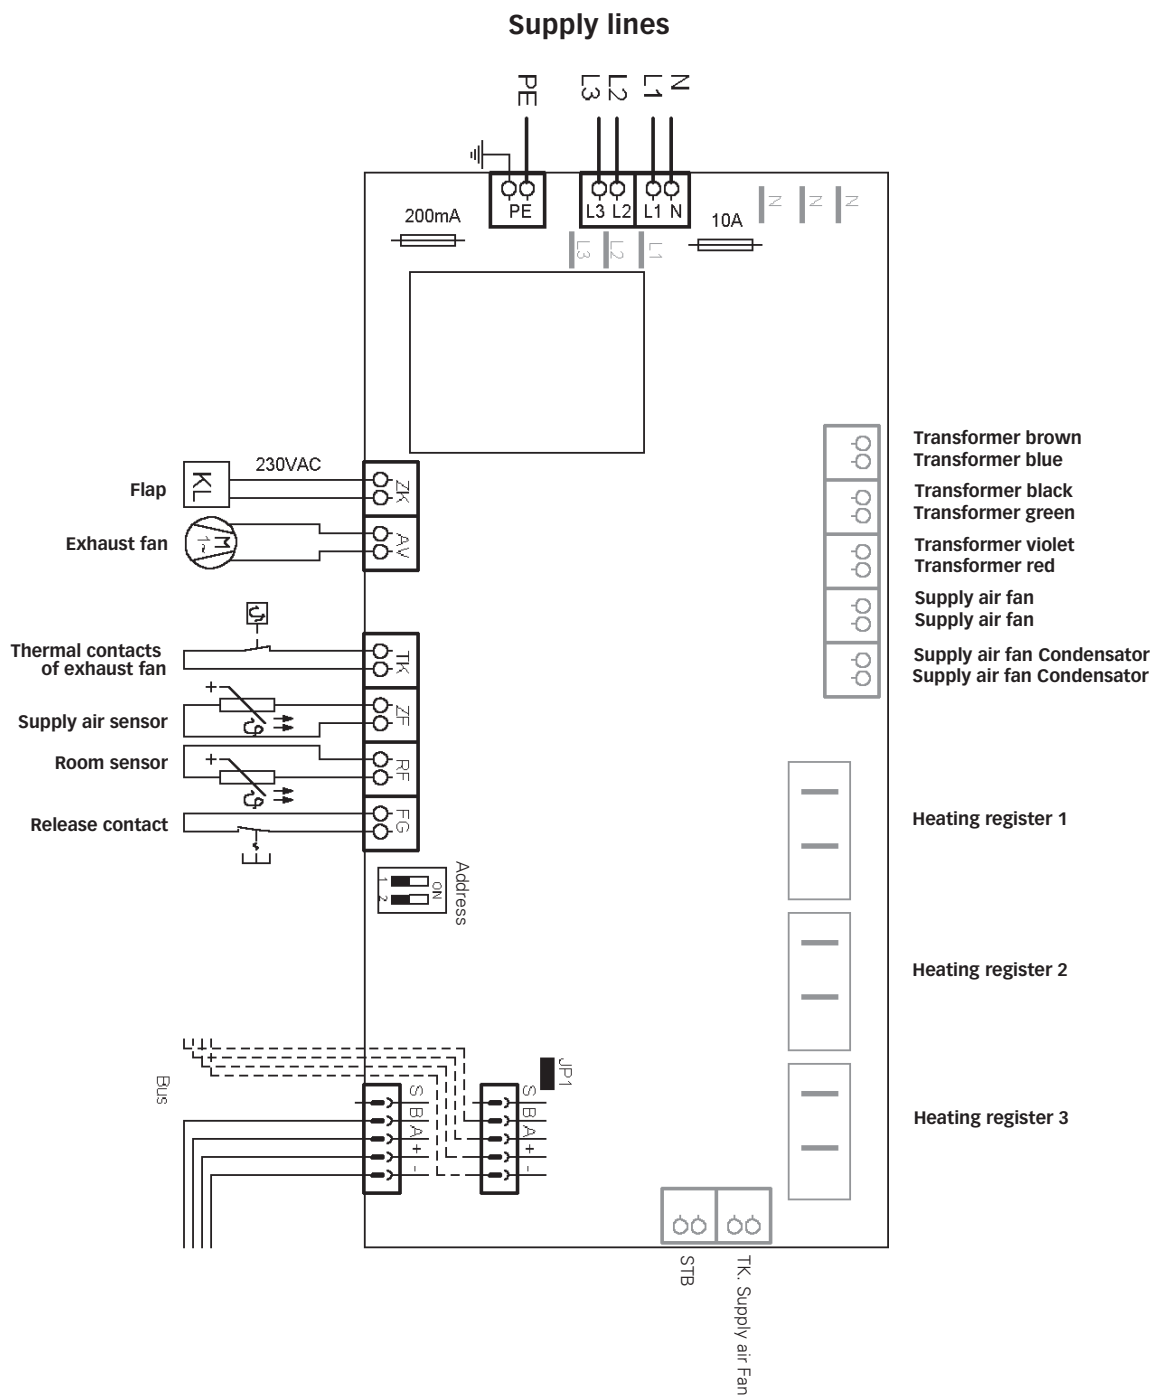 Supply lines
PE
L3
L2
L1
N
PE
L3 L2
L1 N
200mA
10A
N
N
N
L3
L2
L1
Transformer brown
Transformer blue
Transformer black
Transformer green
Transformer violet
Transformer red
Supply air fan
Supply air fan
Supply air fan Condensator
Supply air fan Condensator
Flap
KL
230VAC
ZK
Exhaust fan
M
1~
AV
Thermal contacts
of exhaust fan
TK
Supply air sensor
+
ZF
Room sensor
+
RF
Release contact
FG
1
2
ON
Address
Heating register 1
Heating register 2
Heating register 3
Bus
S
B
A
+
-
JP1
S
B
A
+
-
STB
TK. Supply air Fan